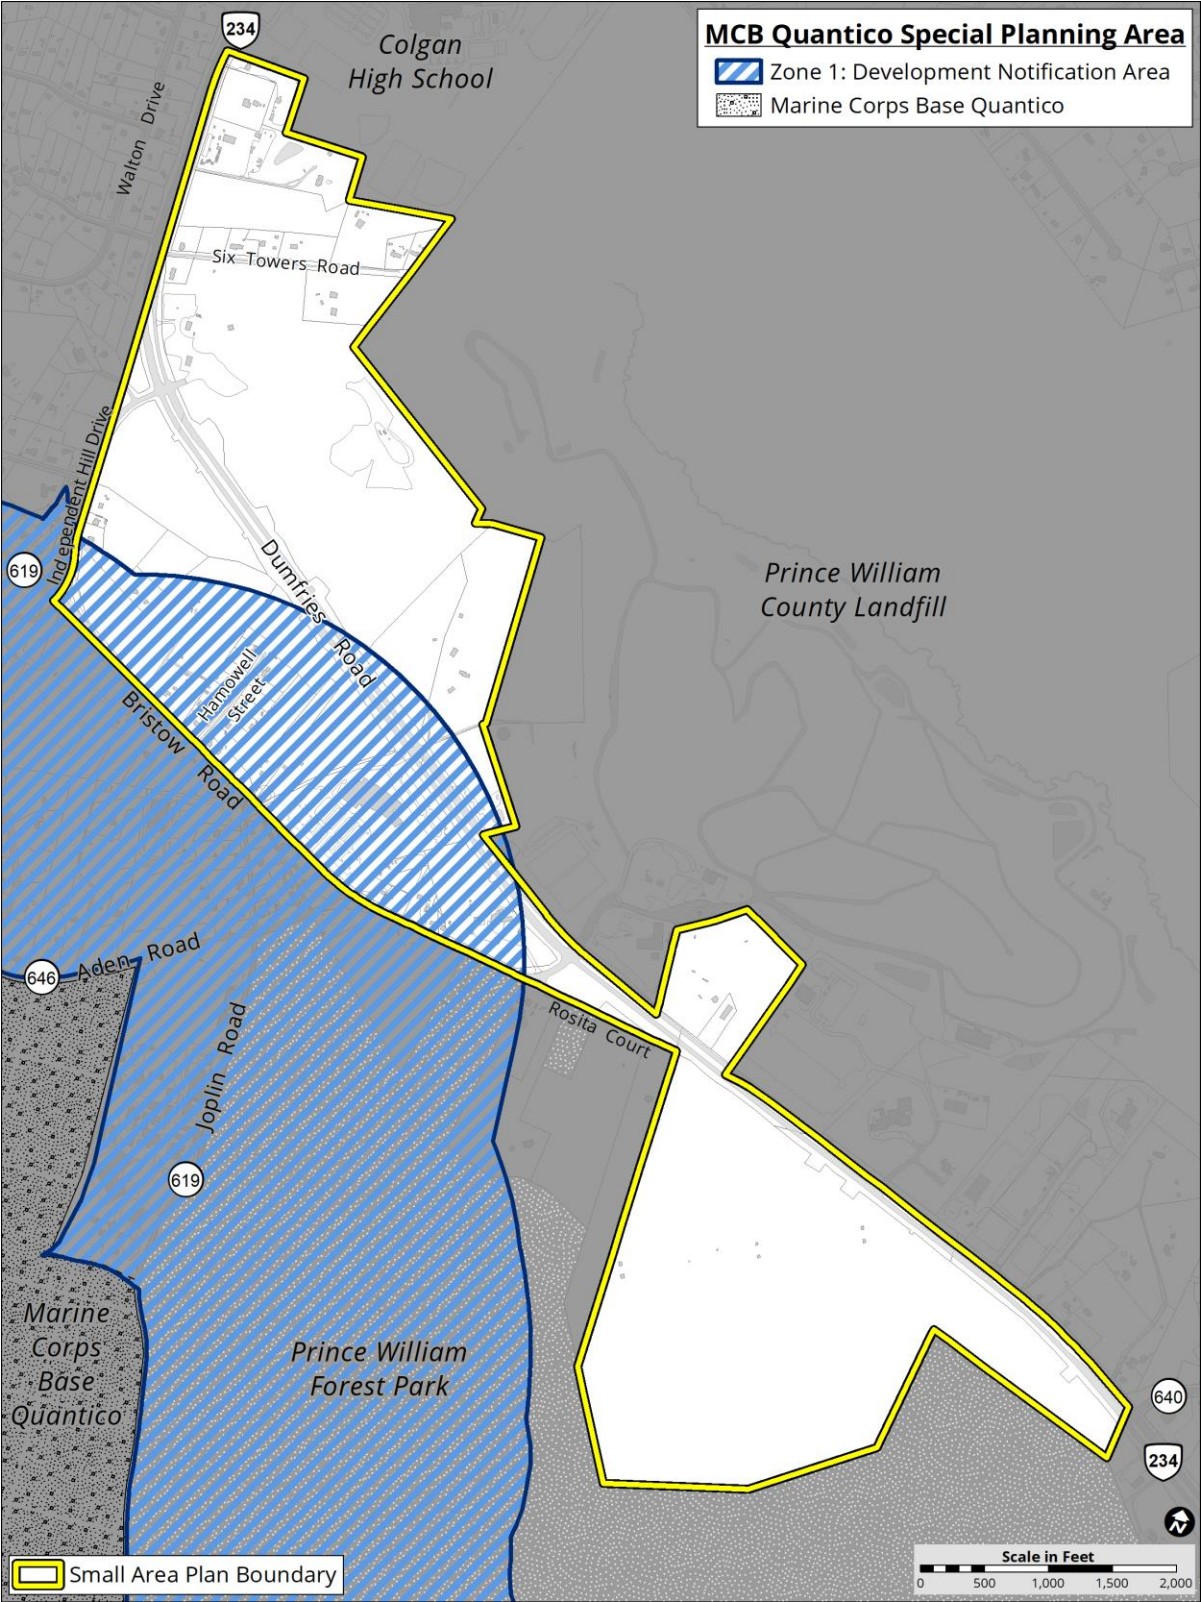 234
Colgan
High School
MCB Quantico Special Planning Area
Zone 1: Development Notification Area
Marine Corps Base Quantico
Walton Drive
Six Towers Road
Independent Hill Drive
619
Dumfries Road
Prince William
County Landfill
Hamowell
Street
Bristow Road
646
Aden Road
Joplin Road
Rosita Court
619
Marine
Corps
Base
Quantico
Prince William
Forest Park
640
234
N
Small Area Plan Boundary
Scale in Feet
0 500 1,000 1,500 2,000